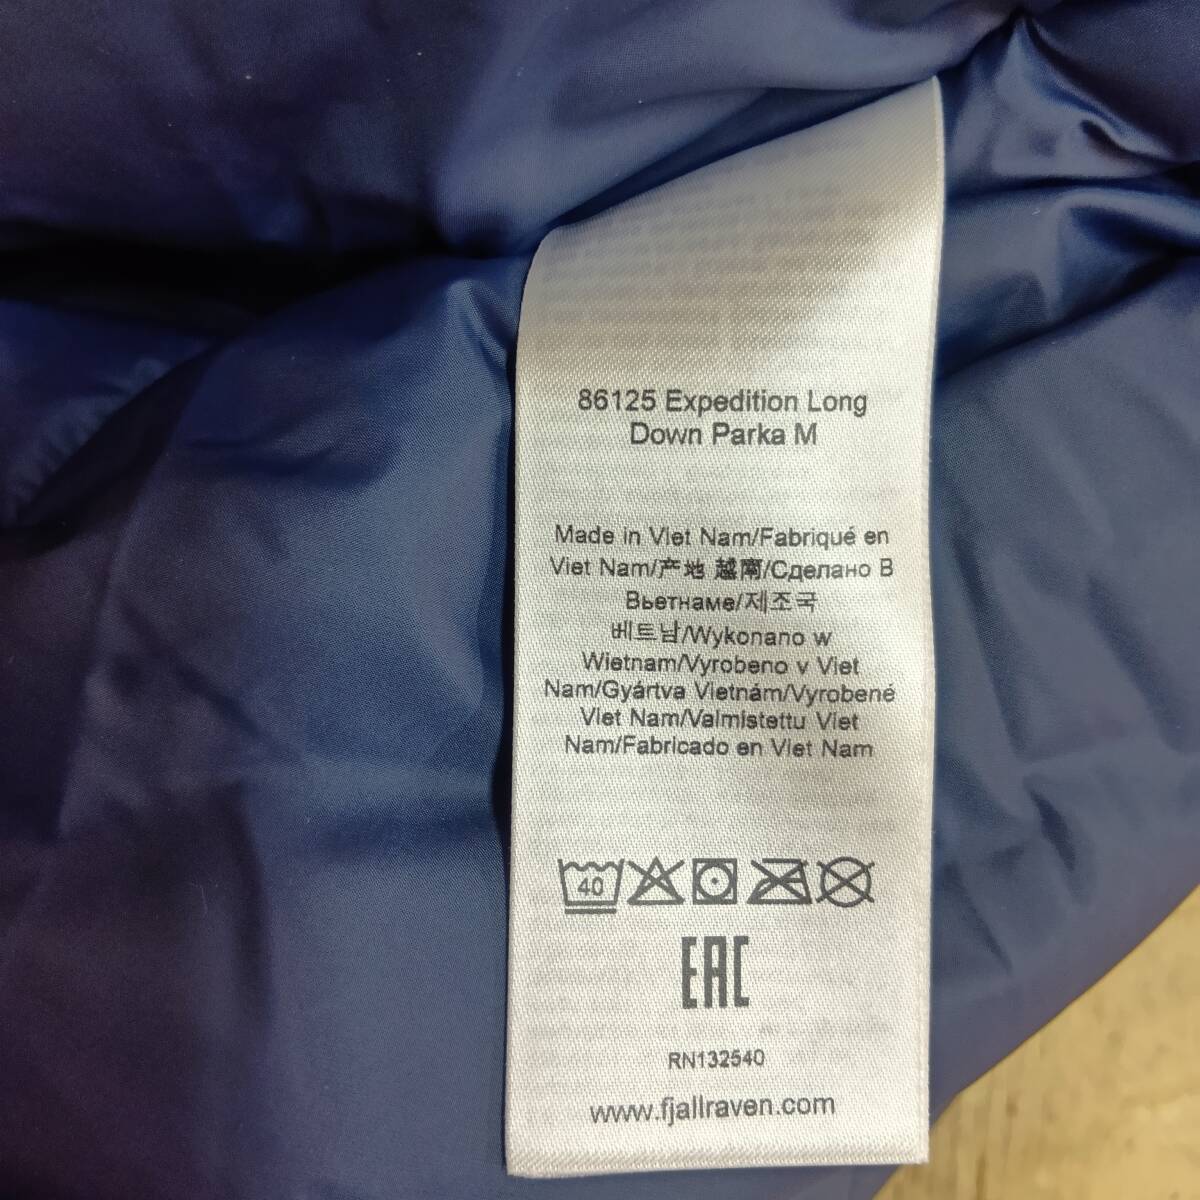 86125 Expedition Long
Down Parka M
Made in Viet Nam/Fabriqué en
Viet Nam/产地 越南/Сделано В
Вьетнаме/제조국
베트남/Wykonano w
Wietnam/Vyrobeno v Viet
Nam/Gyártva Vietnám/Vyrobené
Viet Nam/Valmistettu Viet
Nam/Fabricado en Viet Nam
40
EAC
RN132540
www.fjallraven.com